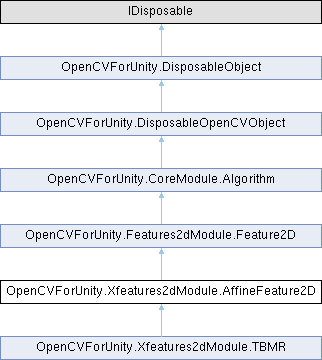 IDisposable
OpenCVForUnity.DisposableObject
OpenCVForUnity.DisposableOpenCVObject
OpenCVForUnity.CoreModule.Algorithm
OpenCVForUnity.Features2dModule.Feature2D
OpenCVForUnity.Xfeatures2dModule.AffineFeature2D
OpenCVForUnity.Xfeatures2dModule.TBMR